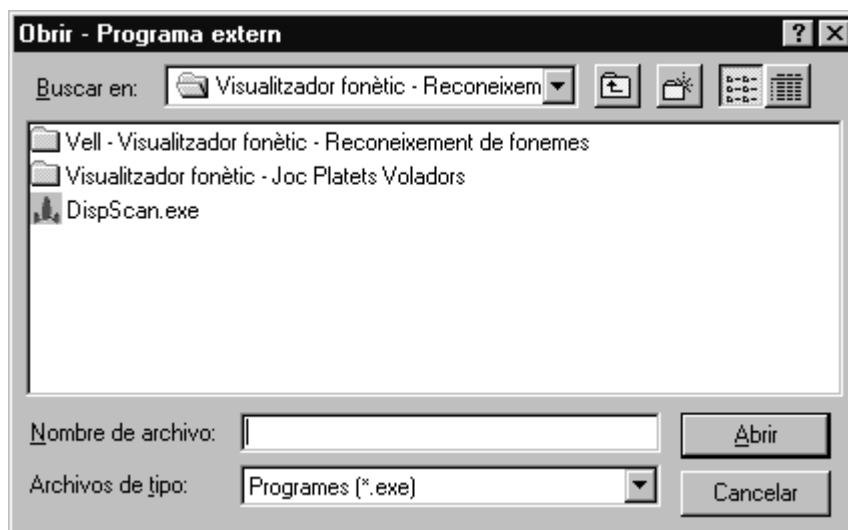 Obrir - Programa extern
Buscar en: Visualitzador fonètic - Reconeixem
Vell - Visualitzador fonètic - Reconeixement de fonemes
Visualitzador fonètic - Joc Platets Voladors
DispScan.exe
Nombre de archivo: Abrir
Archivos de tipo: Programes (*.exe) Cancelar